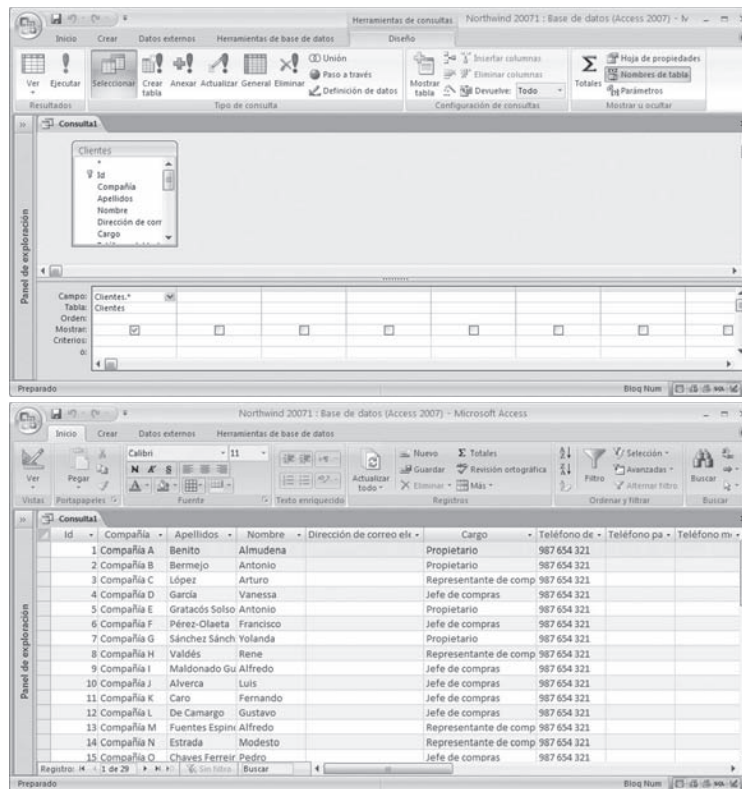 Herramientas de consultas Northwind 20071 : Base de datos (Access 2007) - M
Inicio Crear Datos externos Herramientas de base de datos Diseño
Ver Ejecutar
Seleccionar Crear tabla Anexar Actualizar General Eliminar
Unión
Paso a través
Definición de datos
Mostrar tabla
Insertar columnas
Eliminar columnas
Devuelve: Todo
Totales
Hoja de propiedades
Nombres de tabla
Parámetros
Resultados Tipo de consulta Configuración de consultas Mostrar u ocultar
Consulta1
Panel de exploración
Clientes
*
Id
Compañía
Apellidos
Nombre
Dirección de corr
Cargo
Campo: Clientes.*
Tabla: Clientes
Orden:
Mostrar:
Criterios:
o:
Preparado Bloq Num SQL
Northwind 20071 : Base de datos (Access 2007) - Microsoft Access
Inicio Crear Datos externos Herramientas de base de datos
Ver
Pegar
Calibri 11
N K S
Actualizar todo
Nuevo
Guardar
Eliminar
Totales
Revisión ortográfica
Más
Filtro
Selección
Avanzadas
Alternar filtro
Buscar
Vistas Portapapeles Fuente Texto enriquecido Registros Ordenar y filtrar Buscar
Consulta1
Panel de exploración
Id Compañía Apellidos Nombre Dirección de correo ele Cargo Teléfono de Teléfono pa Teléfono m
1 Compañía A Benito Almudena Propietario 987 654 321
2 Compañía B Bermejo Antonio Propietario 987 654 321
3 Compañía C López Arturo Representante de comp 987 654 321
4 Compañía D García Vanessa Jefe de compras 987 654 321
5 Compañía E Gratacós Solso Antonio Propietario 987 654 321
6 Compañía F Pérez-Olaeta Francisco Jefe de compras 987 654 321
7 Compañía G Sánchez Sánch Yolanda Propietario 987 654 321
8 Compañía H Valdés Rene Representante de comp 987 654 321
9 Compañía I Maldonado Gu Alfredo Jefe de compras 987 654 321
10 Compañía J Alverca Luis Jefe de compras 987 654 321
11 Compañía K Caro Fernando Jefe de compras 987 654 321
12 Compañía L De Camargo Gustavo Jefe de compras 987 654 321
13 Compañía M Fuentes Espino Alfredo Representante de comp 987 654 321
14 Compañía N Estrada Modesto Representante de comp 987 654 321
15 Compañía O Chaves Ferreir Pedro Jefe de compras 987 654 321
Registro: 1 de 29 Sin filtro Buscar
Preparado Bloq Num SQL